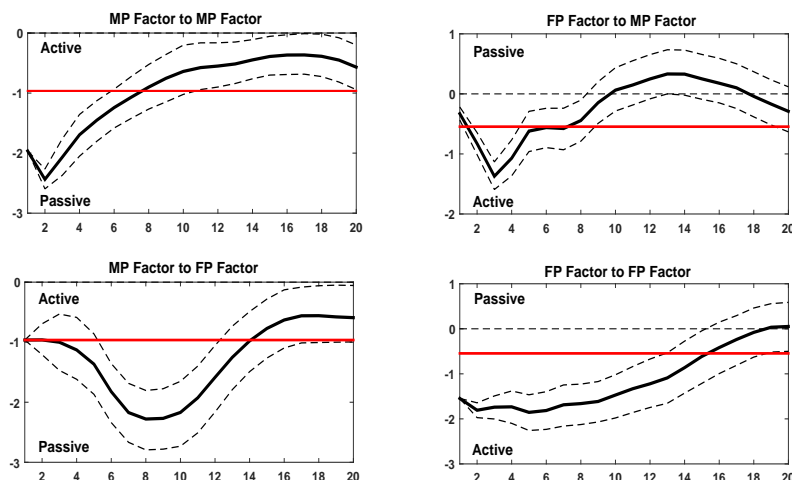 MP Factor to MP Factor
0
Active
-1
-2
Passive
-3
2 4 6 8 10 12 14 16 18 20
FP Factor to MP Factor
1
Passive
0
-1
Active
-2
2 4 6 8 10 12 14 16 18 20
MP Factor to FP Factor
0
Active
-1
-2
Passive
-3
2 4 6 8 10 12 14 16 18 20
FP Factor to FP Factor
1
Passive
0
-1
-2
Active
-3
2 4 6 8 10 12 14 16 18 20